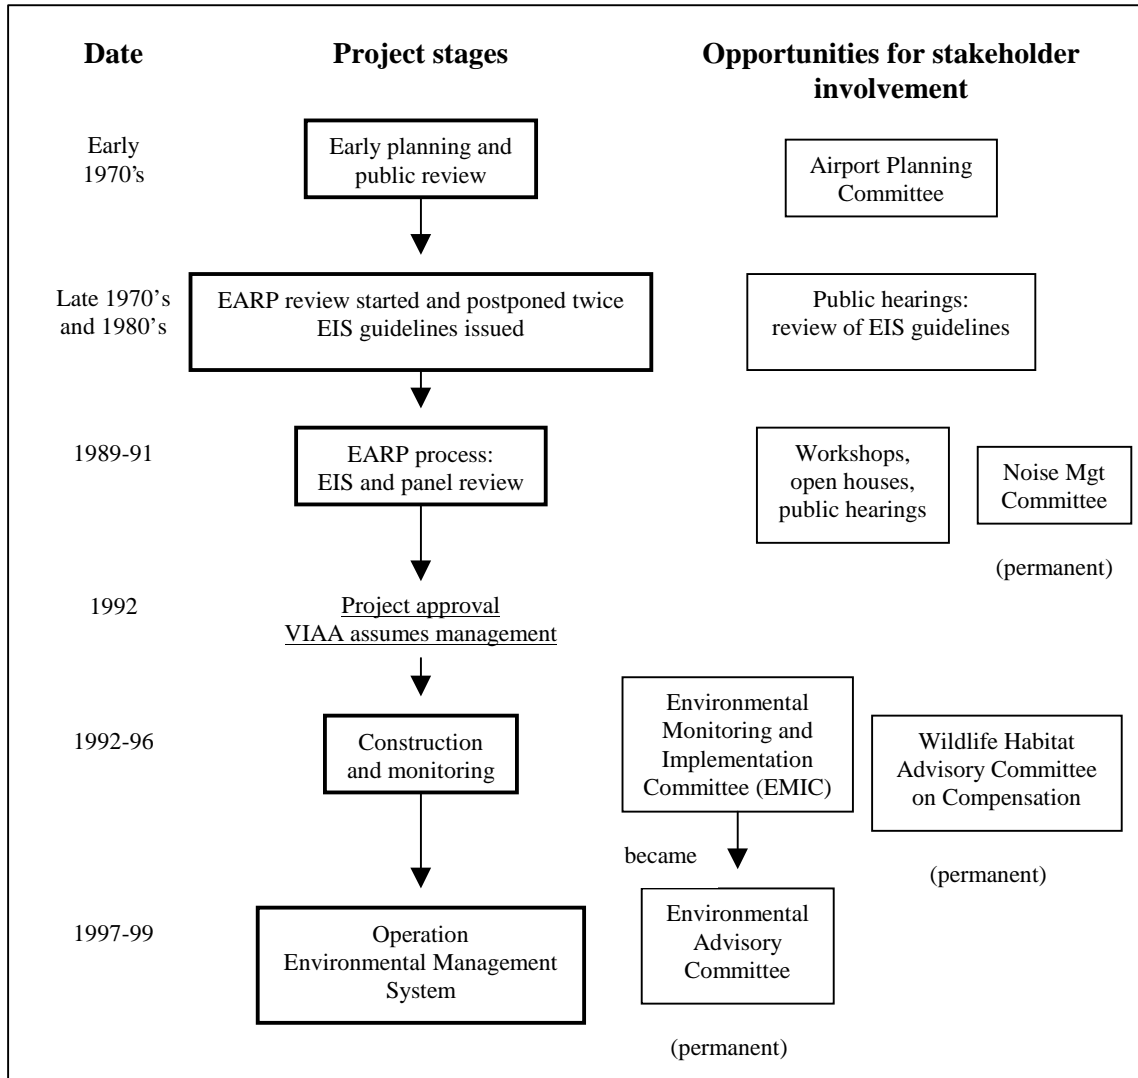 Date
Project stages
Opportunities for stakeholder
involvement
Early
1970's
Early planning and
public review
Airport Planning
Committee
Late 1970's
and 1980's
EARP review started and postponed twice
EIS guidelines issued
Public hearings:
review of EIS guidelines
1989-91
EARP process:
EIS and panel review
Workshops,
open houses,
public hearings
Noise Mgt
Committee
(permanent)
1992
Project approval
VIAA assumes management
1992-96
Construction
and monitoring
Environmental
Monitoring and
Implementation
Committee (EMIC)
Wildlife Habitat
Advisory Committee
on Compensation
(permanent)
became
1997-99
Operation
Environmental Management
System
Environmental
Advisory
Committee
(permanent)